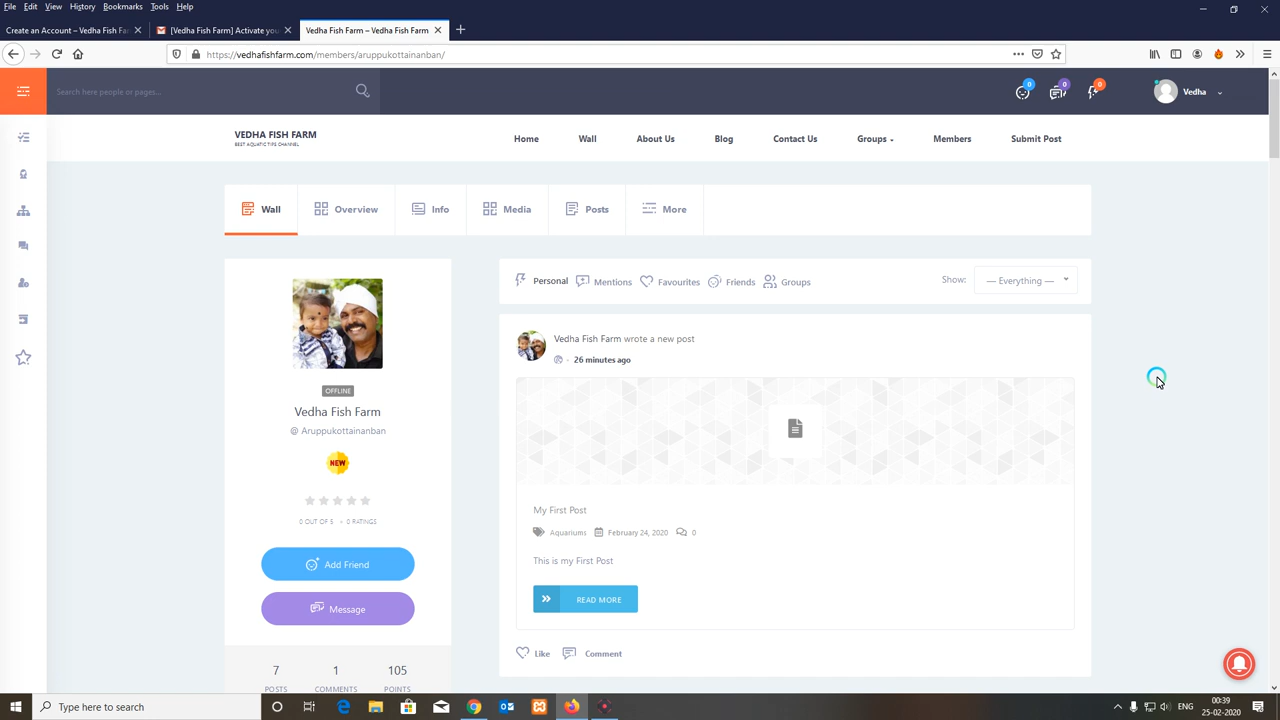 File Edit View History Bookmarks Tools Help
Create an Account – Vedha Fish Fa
[Vedha Fish Farm] Activate you
Vedha Fish Farm – Vedha Fish Farm
https://vedhafishfarm.com/members/aruppukottainanban/
Search here people or pages...
0 0 0
Vedha
VEDHA FISH FARM
BEST AQUATIC TIPS CHANNEL
Home Wall About Us Blog Contact Us Groups Members Submit Post
Wall Overview Info Media Posts More
Personal Mentions Favourites Friends Groups
Show: — Everything —
OFFLINE
Vedha Fish Farm
@ Aruppukottainanban
NEW
0 OUT OF 5 • 0 RATINGS
Add Friend
Message
7 1 105
POSTS COMMENTS POINTS
Vedha Fish Farm wrote a new post
- 26 minutes ago
My First Post
Aquariums February 24, 2020 0
This is my First Post
READ MORE
Like Comment
Type here to search
ENG
00:39
25-02-2020